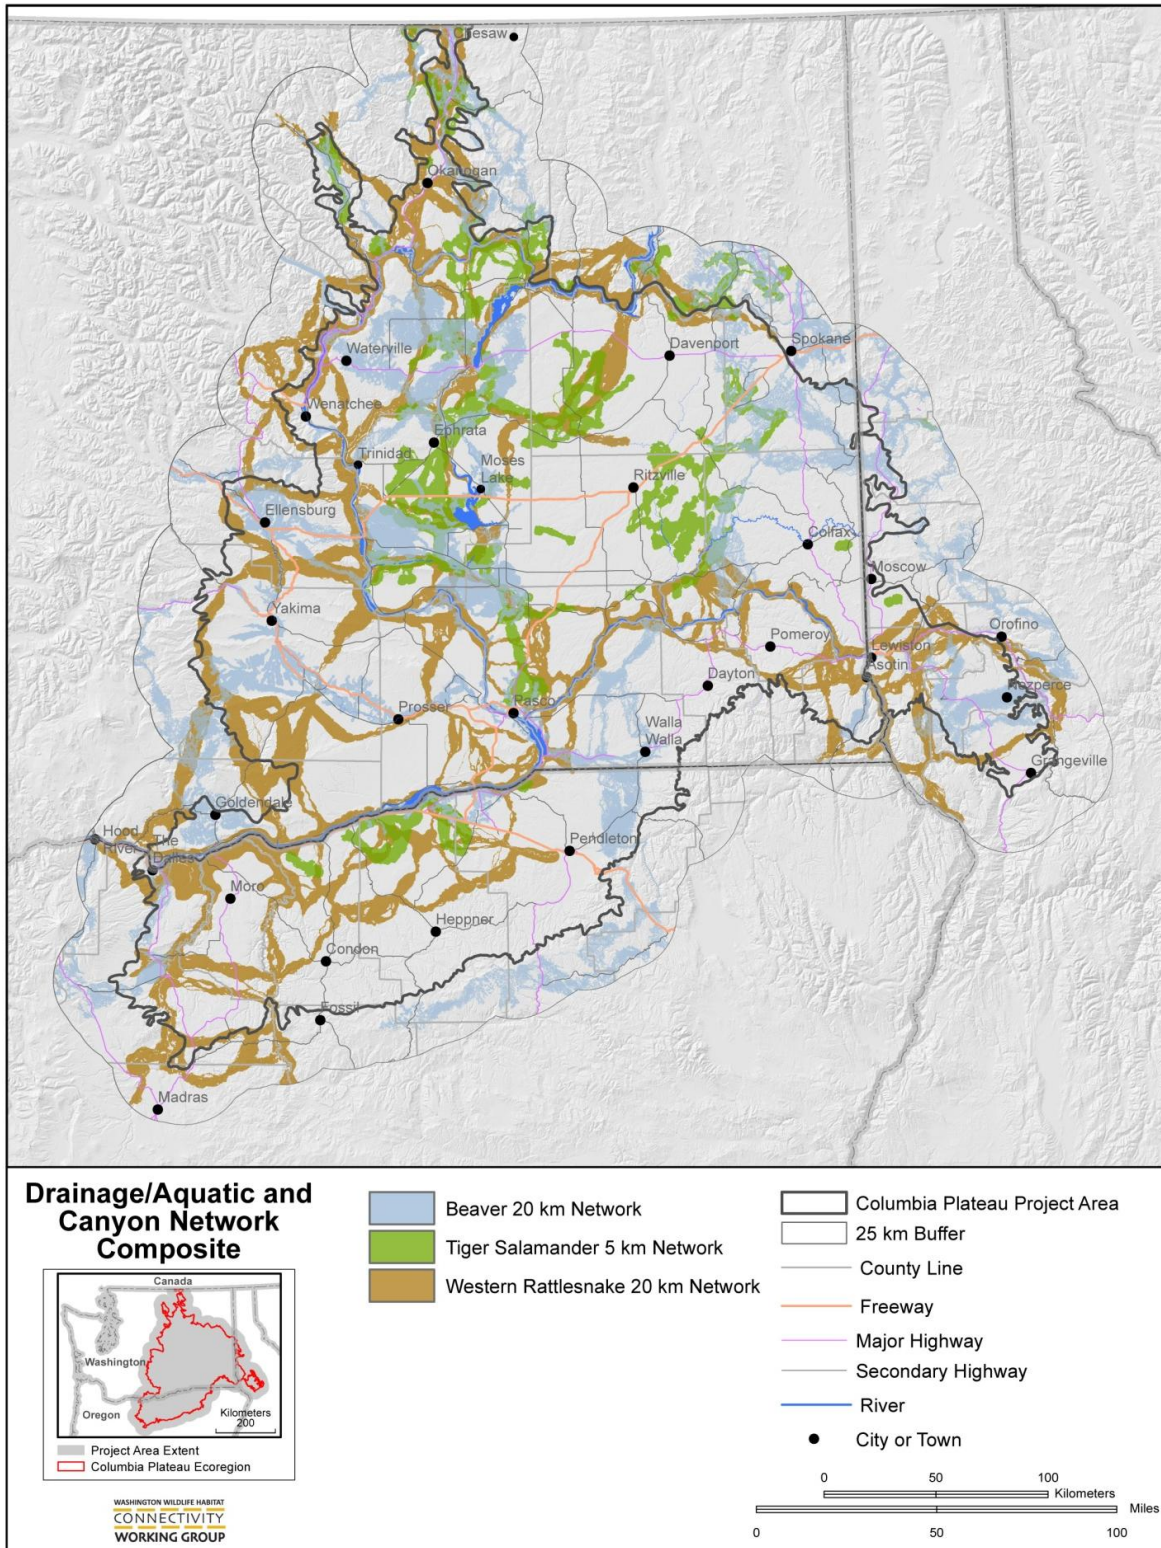 Chesaw
Okanogan
Davenport
Spokane
Waterville
Wenatchee
Ephrata
Trinidad
Moses
Lake
Ritzville
Ellensburg
Colfax
Moscow
Yakima
Orofino
Pomeroy
Lewiston
Asotin
Dayton
Nezperce
Prosser
Pasco
Walla
Walla
Grangeville
Goldendale
Hood
River
The
Dalles
Pendleton
Moro
Heppner
Condon
Fossil
Madras
Drainage/Aquatic and
Canyon Network
Composite
Canada
Washington
Oregon
Kilometers
200
Project Area Extent
Columbia Plateau Ecoregion
WASHINGTON WILDLIFE HABITAT
CONNECTIVITY
WORKING GROUP
Beaver 20 km Network
Tiger Salamander 5 km Network
Western Rattlesnake 20 km Network
Columbia Plateau Project Area
25 km Buffer
County Line
Freeway
Major Highway
Secondary Highway
River
City or Town
0 50 100
Kilometers
Miles
0 50 100